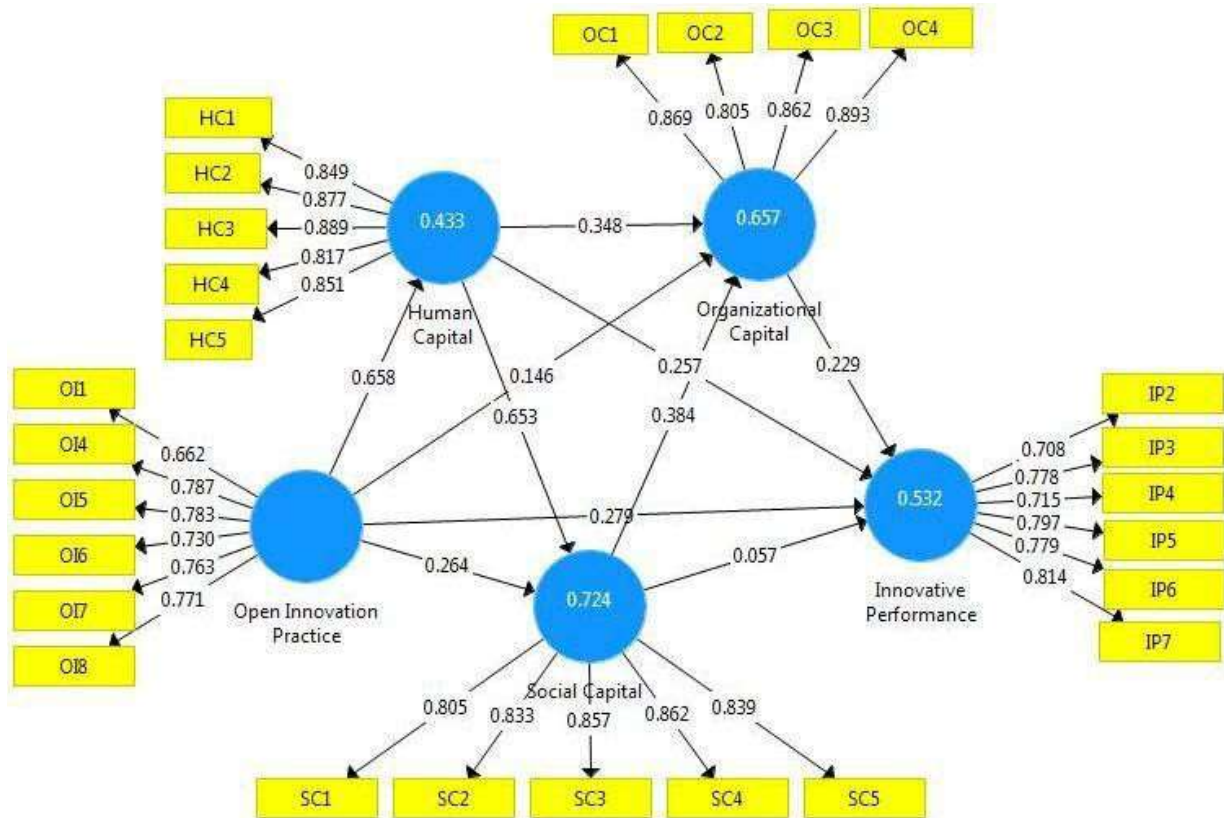 OC1
OC2
OC3
OC4
0.869
0.805
0.862
0.893
HC1
HC2
HC3
HC4
HC5
0.849
0.877
0.889
0.817
0.851
0.433
Human
Capital
0.348
0.657
Organizational
Capital
0.658
0.146
0.653
0.257
0.384
0.229
OI1
OI4
OI5
OI6
OI7
OI8
0.662
0.787
0.783
0.730
0.763
0.771
Open Innovation
Practice
0.279
0.264
0.057
0.532
Innovative
Performance
0.708
0.778
0.715
0.797
0.779
0.814
IP2
IP3
IP4
IP5
IP6
IP7
0.724
Social Capital
0.805
0.833
0.857
0.862
0.839
SC1
SC2
SC3
SC4
SC5